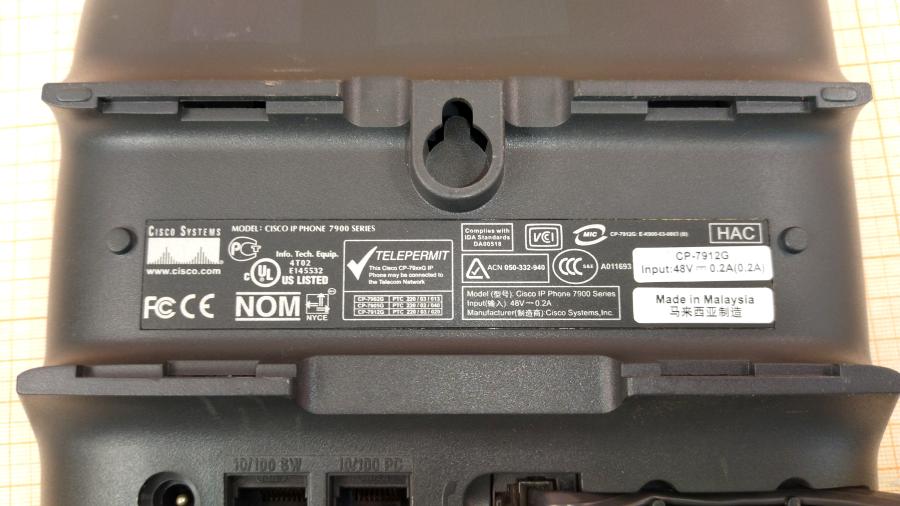 CISCO SYSTEMS
www.cisco.com
MODEL: CISCO IP PHONE 7900 SERIES
Info. Tech. Equip.
4T02
E145532
c UL US LISTED
FC CE
NOM
NYCE
TELEPERMIT
This Cisco CP-79xxG IP
Phone may be connected to
the Telecom Network
CP-7902G PTC 220 / 03 / 013
CP-7905G PTC 220 / 02 / 040
CP-7912G PTC 220 / 03 / 020
Complies with
IDA Standards
DA00518
VCI
MIC
CP-7912G:
HAC
ACN 050-332-940
CCC S&E
A011693
Model (型号): Cisco IP Phone 7900 Series
Input(输入): 48V⎓0.2A
Manufacturer(制造商):Cisco Systems,Inc.
CP-7912G
Input:48V⎓0.2A(0.2A)
Made in Malaysia
马来西亚制造
10/100 SW
10/100 PC